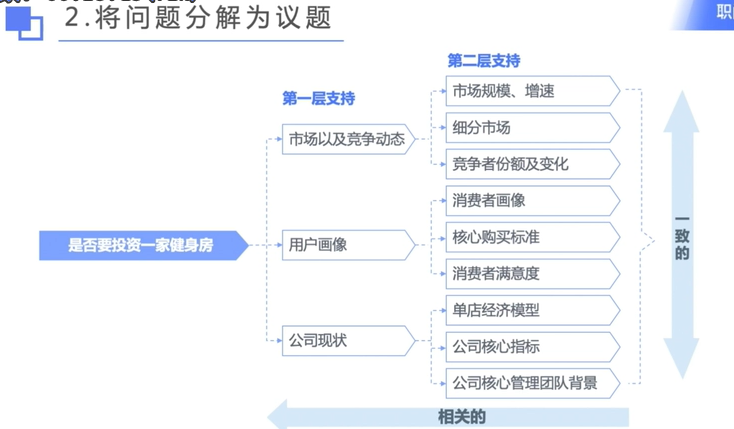 2.将问题分解为议题
职
第一层支持
第二层支持
是否要投资一家健身房
市场以及竞争动态
市场规模、增速
细分市场
竞争者份额及变化
用户画像
消费者画像
核心购买标准
消费者满意度
公司现状
单店经济模型
公司核心指标
公司核心管理团队背景
一致的
相关的